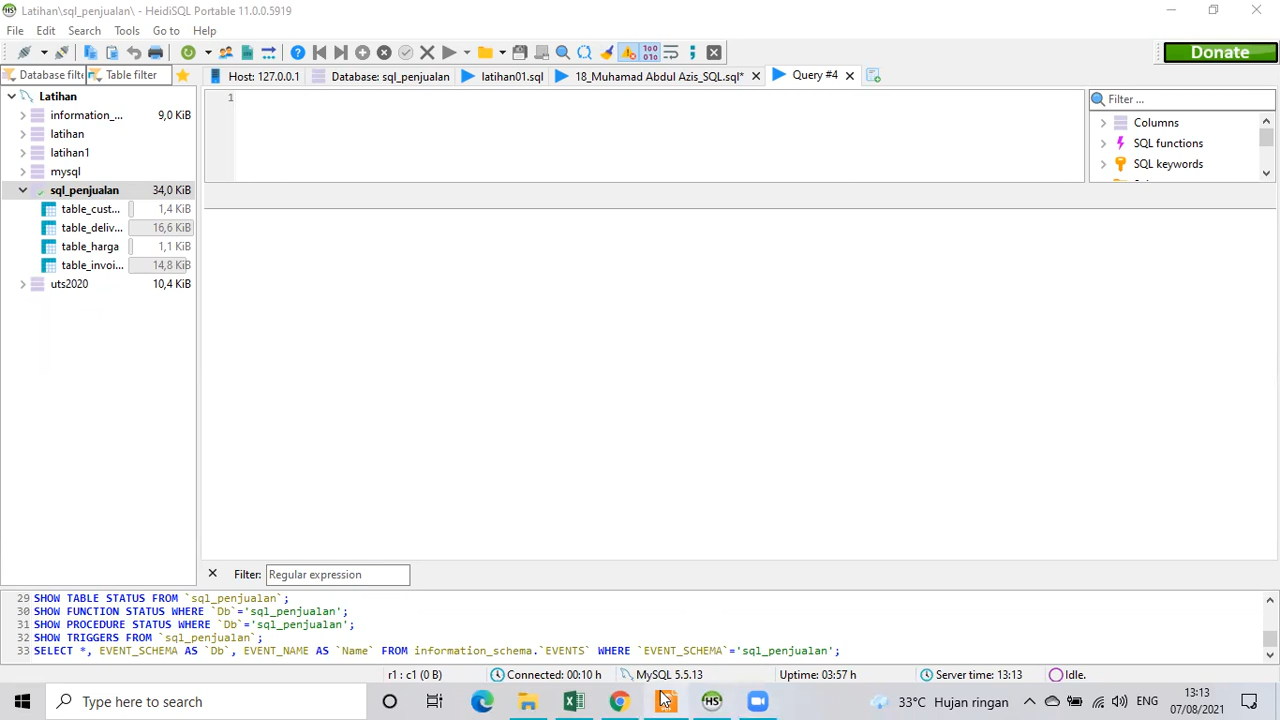 Latihan\sql_penjualan\ - HeidiSQL Portable 11.0.0.5919
File Edit Search Tools Go to Help
Donate
Database filte Table filter
Host: 127.0.0.1 Database: sql_penjualan latihan01.sql 18_Muhamad Abdul Azis_SQL.sql* Query #4
1
Filter ...
Columns
SQL functions
SQL keywords
Latihan
information_... 9,0 KiB
latihan
latihan1
mysql
sql_penjualan 34,0 KiB
table_cust... 1,4 KiB
table_deliv... 16,6 KiB
table_harga 1,1 KiB
table_invoi... 14,8 KiB
uts2020 10,4 KiB
Filter: Regular expression
29 SHOW TABLE STATUS FROM `sql_penjualan`;
30 SHOW FUNCTION STATUS WHERE `Db`='sql_penjualan';
31 SHOW PROCEDURE STATUS WHERE `Db`='sql_penjualan';
32 SHOW TRIGGERS FROM `sql_penjualan`;
33 SELECT *, EVENT_SCHEMA AS `Db`, EVENT_NAME AS `Name` FROM information_schema.`EVENTS` WHERE `EVENT_SCHEMA`='sql_penjualan';
r1 : c1 (0 B) Connected: 00:10 h MySQL 5.5.13 Uptime: 03:57 h Server time: 13:13 Idle.
Type here to search
33°C Hujan ringan ENG
13:13
07/08/2021